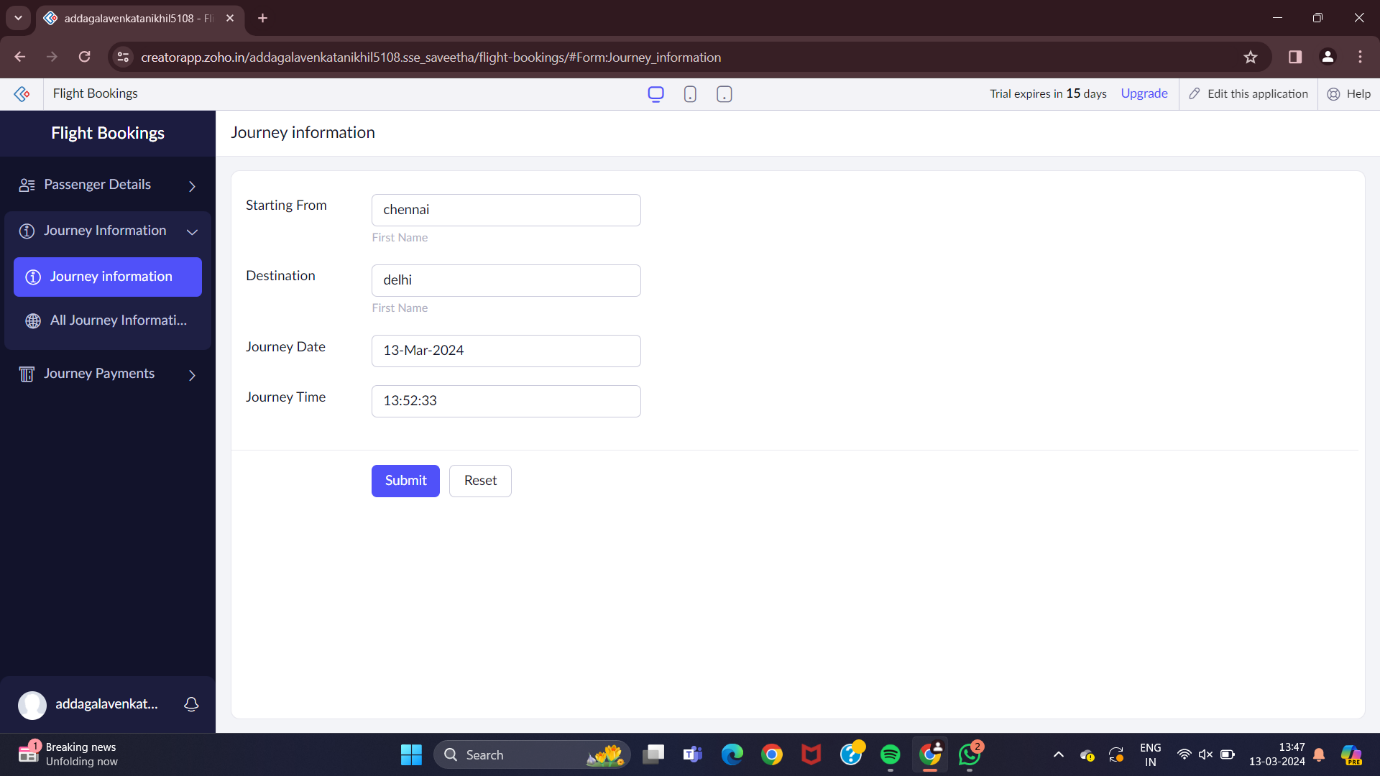 addagalavenkatanikhil5108 - Fl
creatorapp.zoho.in/addagalavenkatanikhil5108.sse_saveetha/flight-bookings/#Form:Journey_information
Flight Bookings
Trial expires in 15 days
Upgrade
Edit this application
Help
Flight Bookings
Journey information
Passenger Details
Journey Information
Journey information
All Journey Informati...
Journey Payments
Starting From
chennai
First Name
Destination
delhi
First Name
Journey Date
13-Mar-2024
Journey Time
13:52:33
Submit
Reset
addagalavenkat...
1
Breaking news
Unfolding now
Search
2
ENG
IN
13:47
13-03-2024
PRE